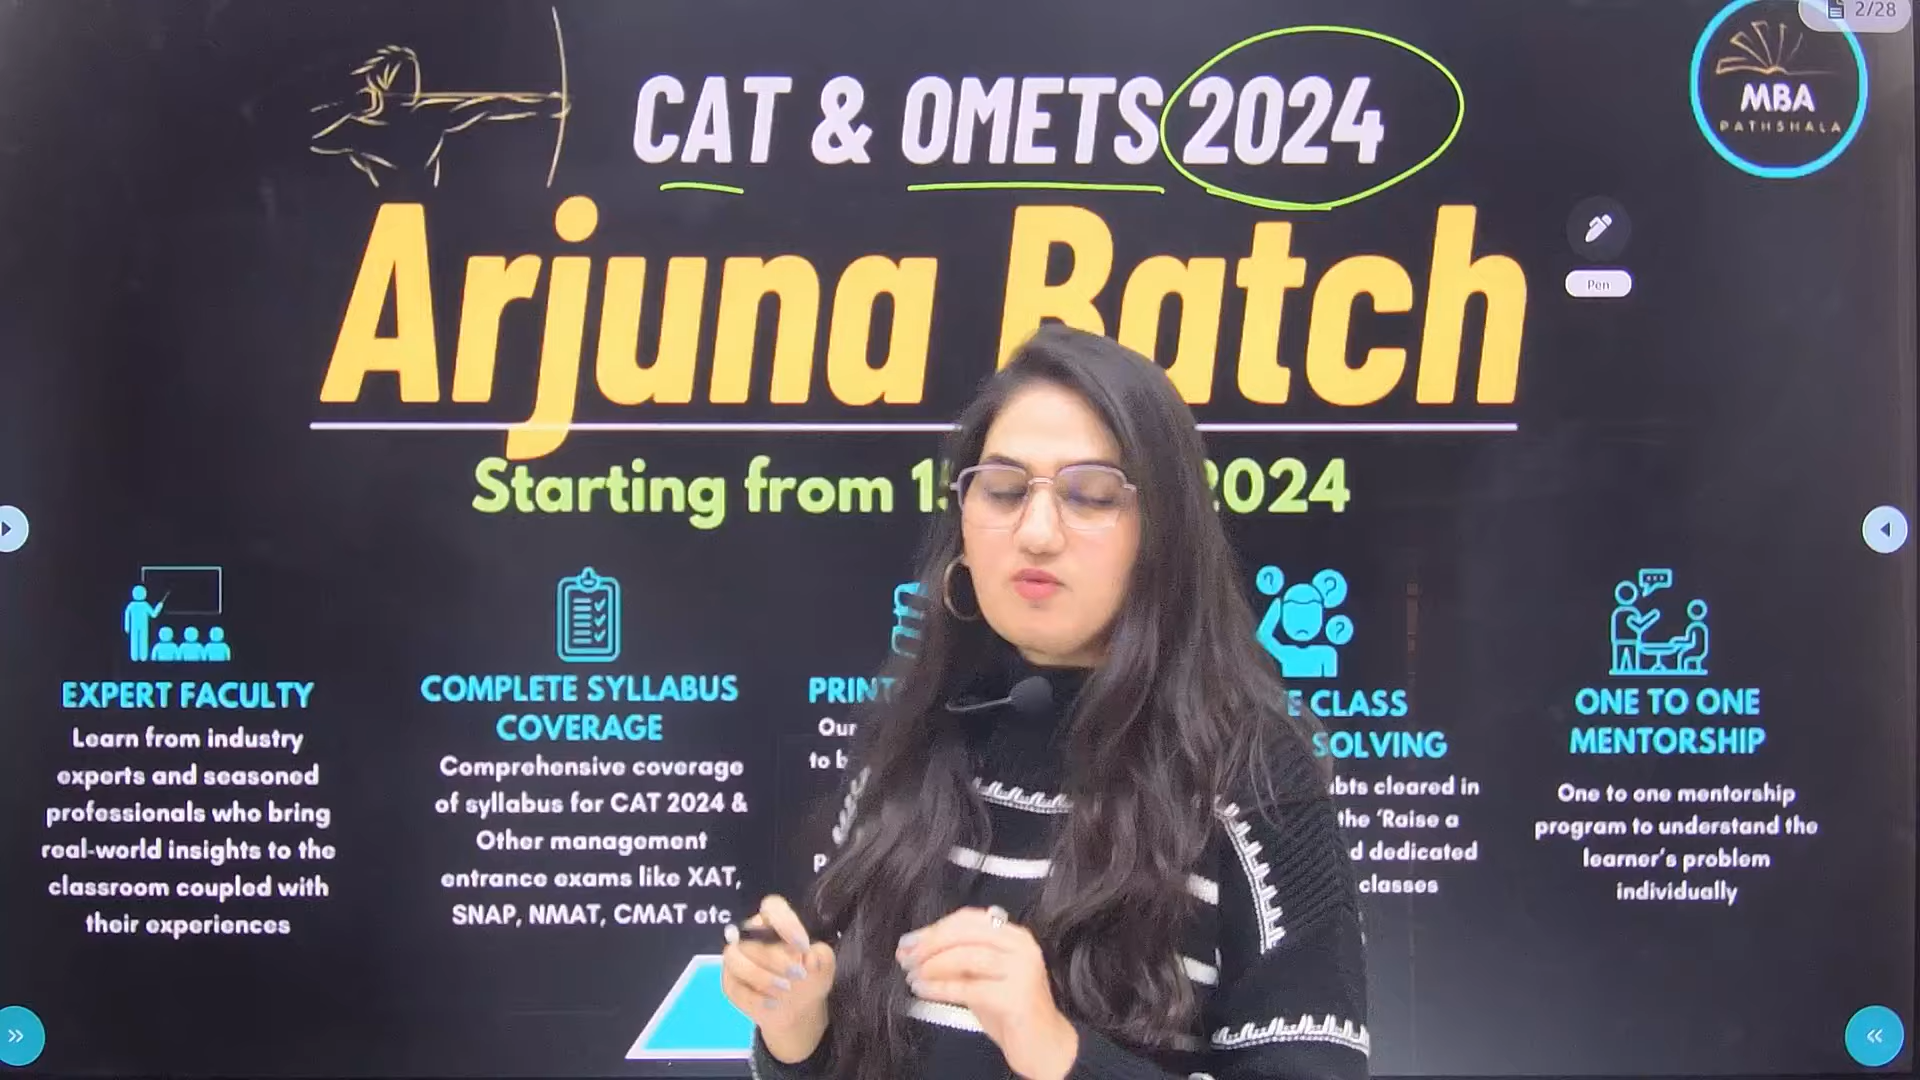 2/28
MBA
PATHSHALA
CAT & OMETS 2024
Arjuna Batch
Pen
Starting from 2024
EXPERT FACULTY
Learn from industry
experts and seasoned
professionals who bring
real-world insights to the
classroom coupled with
their experiences
COMPLETE SYLLABUS
COVERAGE
Comprehensive coverage
of syllabus for CAT 2024 &
Other management
entrance exams like XAT,
SNAP, NMAT, CMAT etc
Our
to
CLASS
SOLVING
cleared in
the 'Raise a
dedicated
classes
ONE TO ONE
MENTORSHIP
One to one mentorship
program to understand the
learner's problem
individually